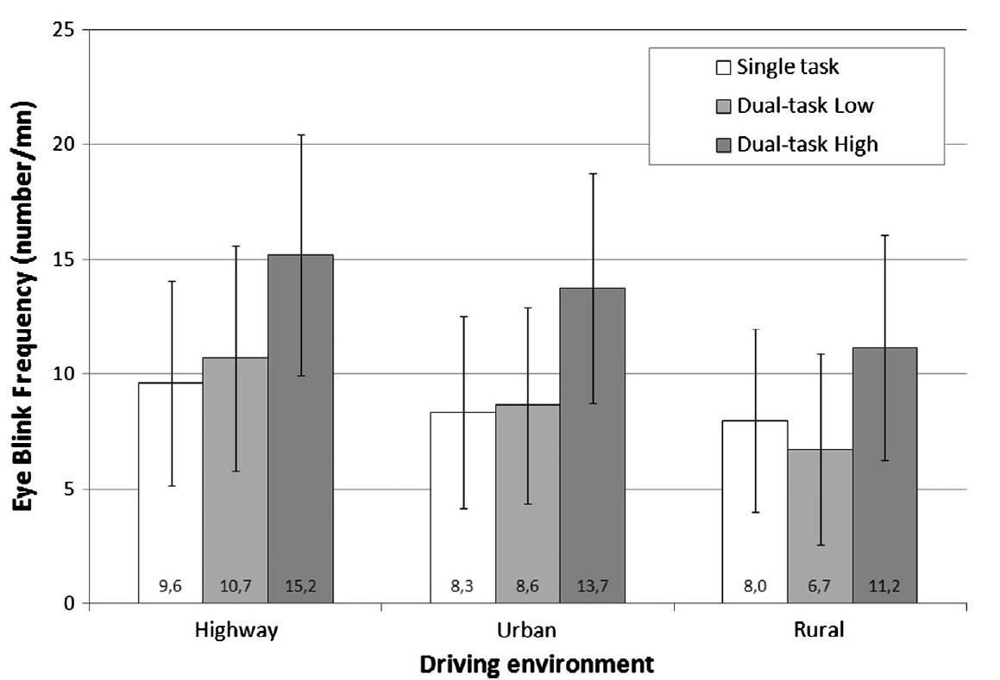 Eye Blink Frequency (number/mn)
25
20
15
10
5
0
Single task
Dual-task Low
Dual-task High
9,6 10,7 15,2 8,3 8,6 13,7 8,0 6,7 11,2
Highway Urban Rural
Driving environment